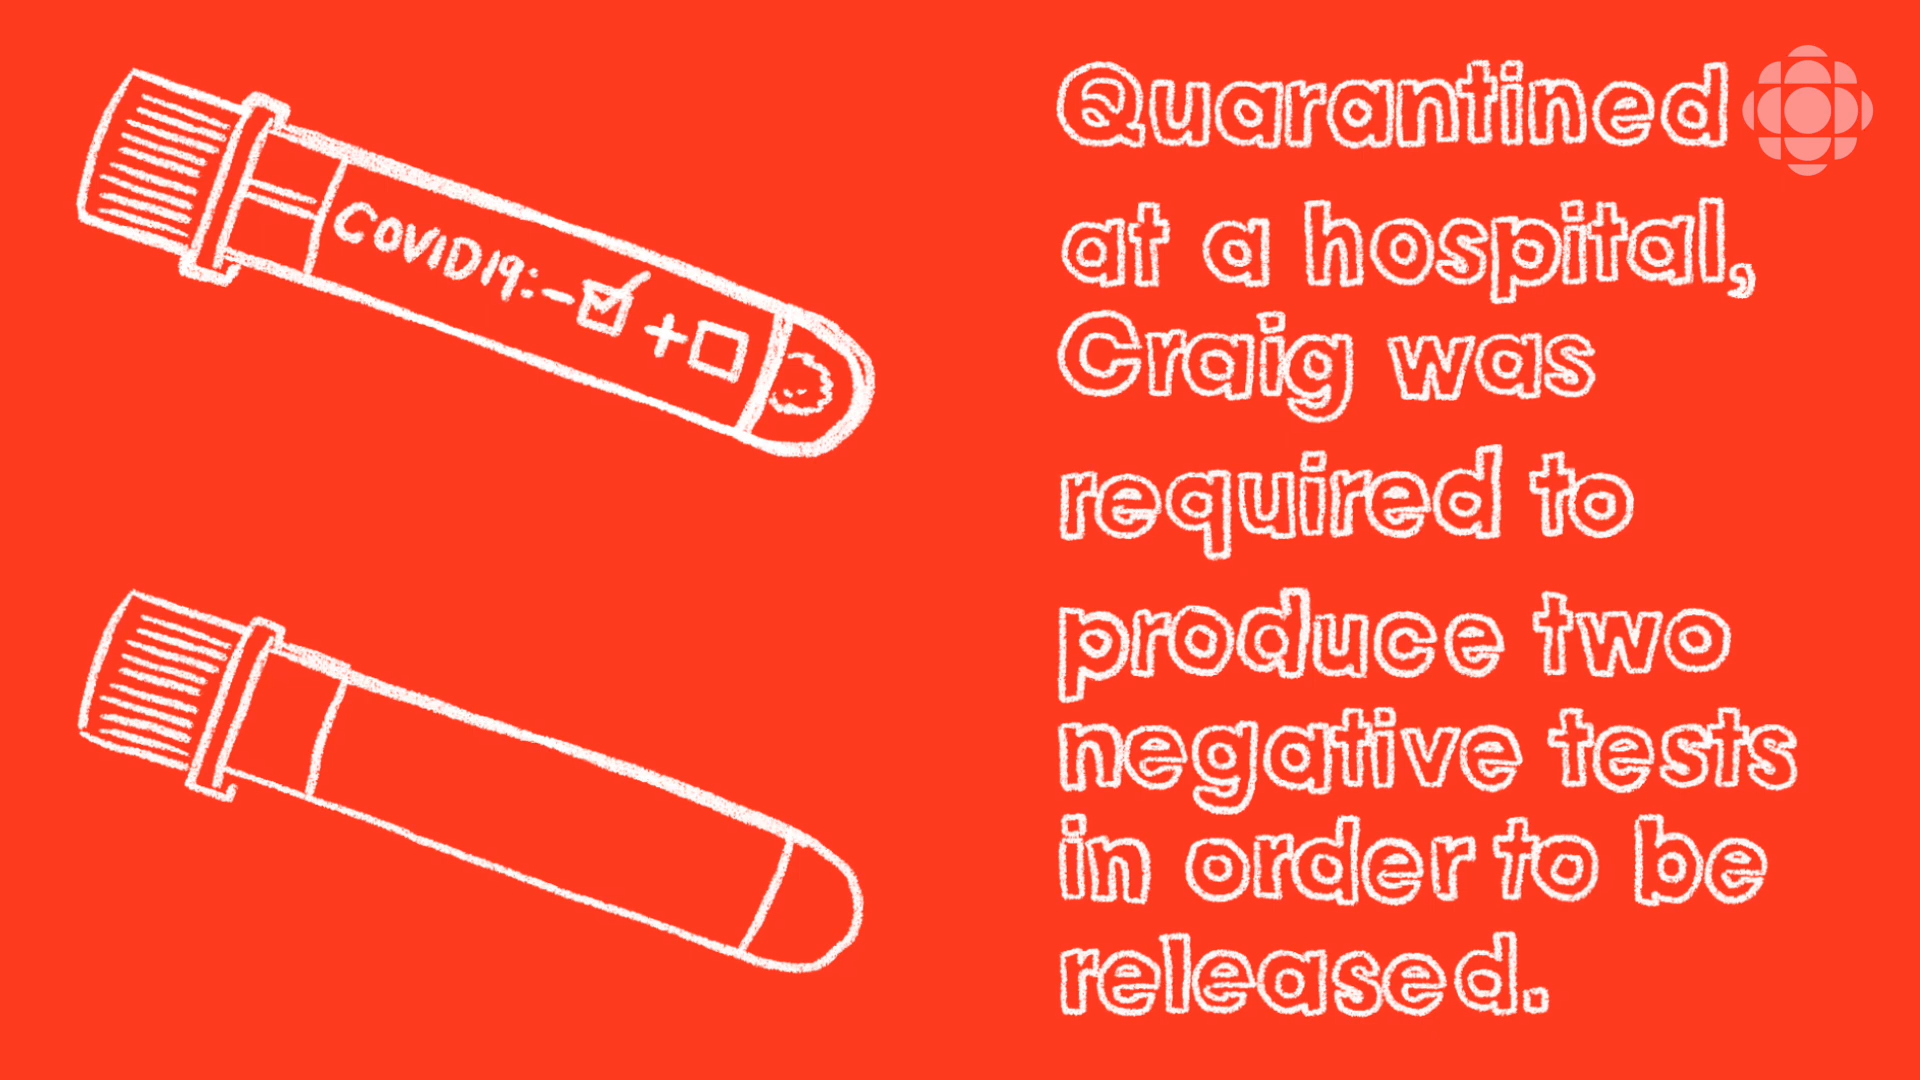 COVID19: - ☑ + ☐
Quarantined
at a hospital,
Craig was
required to
produce two
negative tests
in order to be
released.